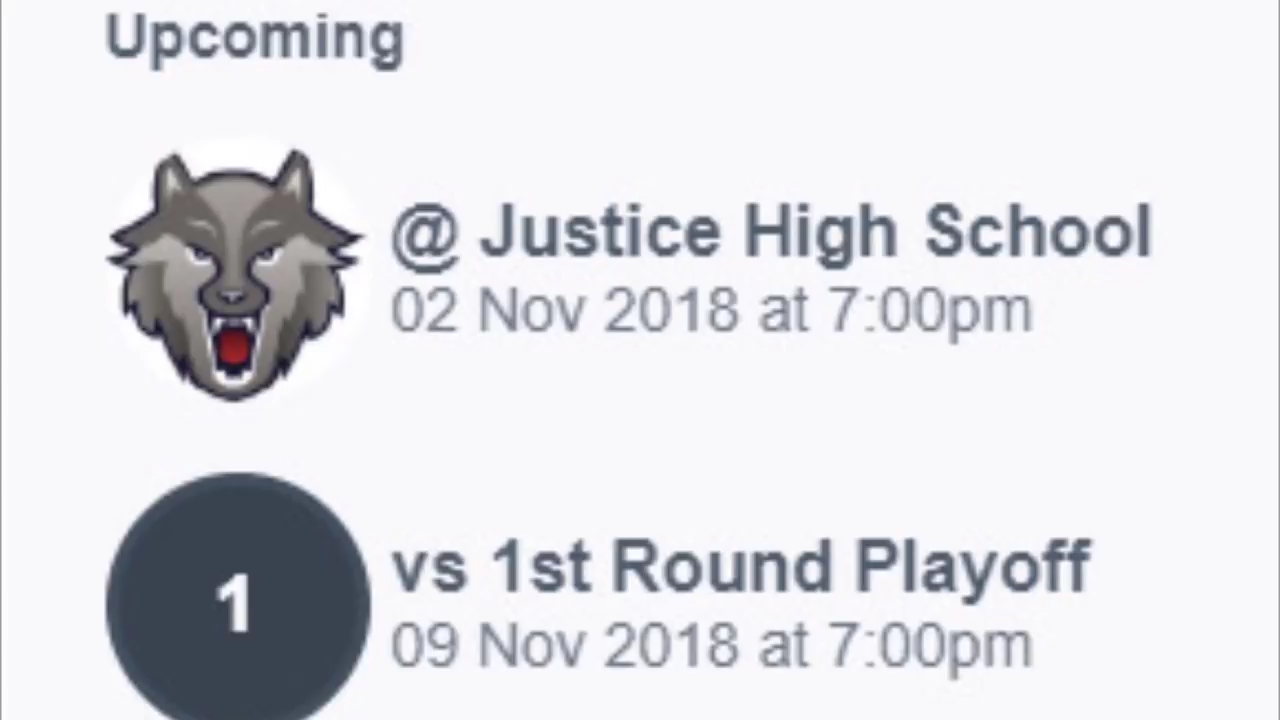 Upcoming
@ Justice High School
02 Nov 2018 at 7:00pm
1
vs 1st Round Playoff
09 Nov 2018 at 7:00pm